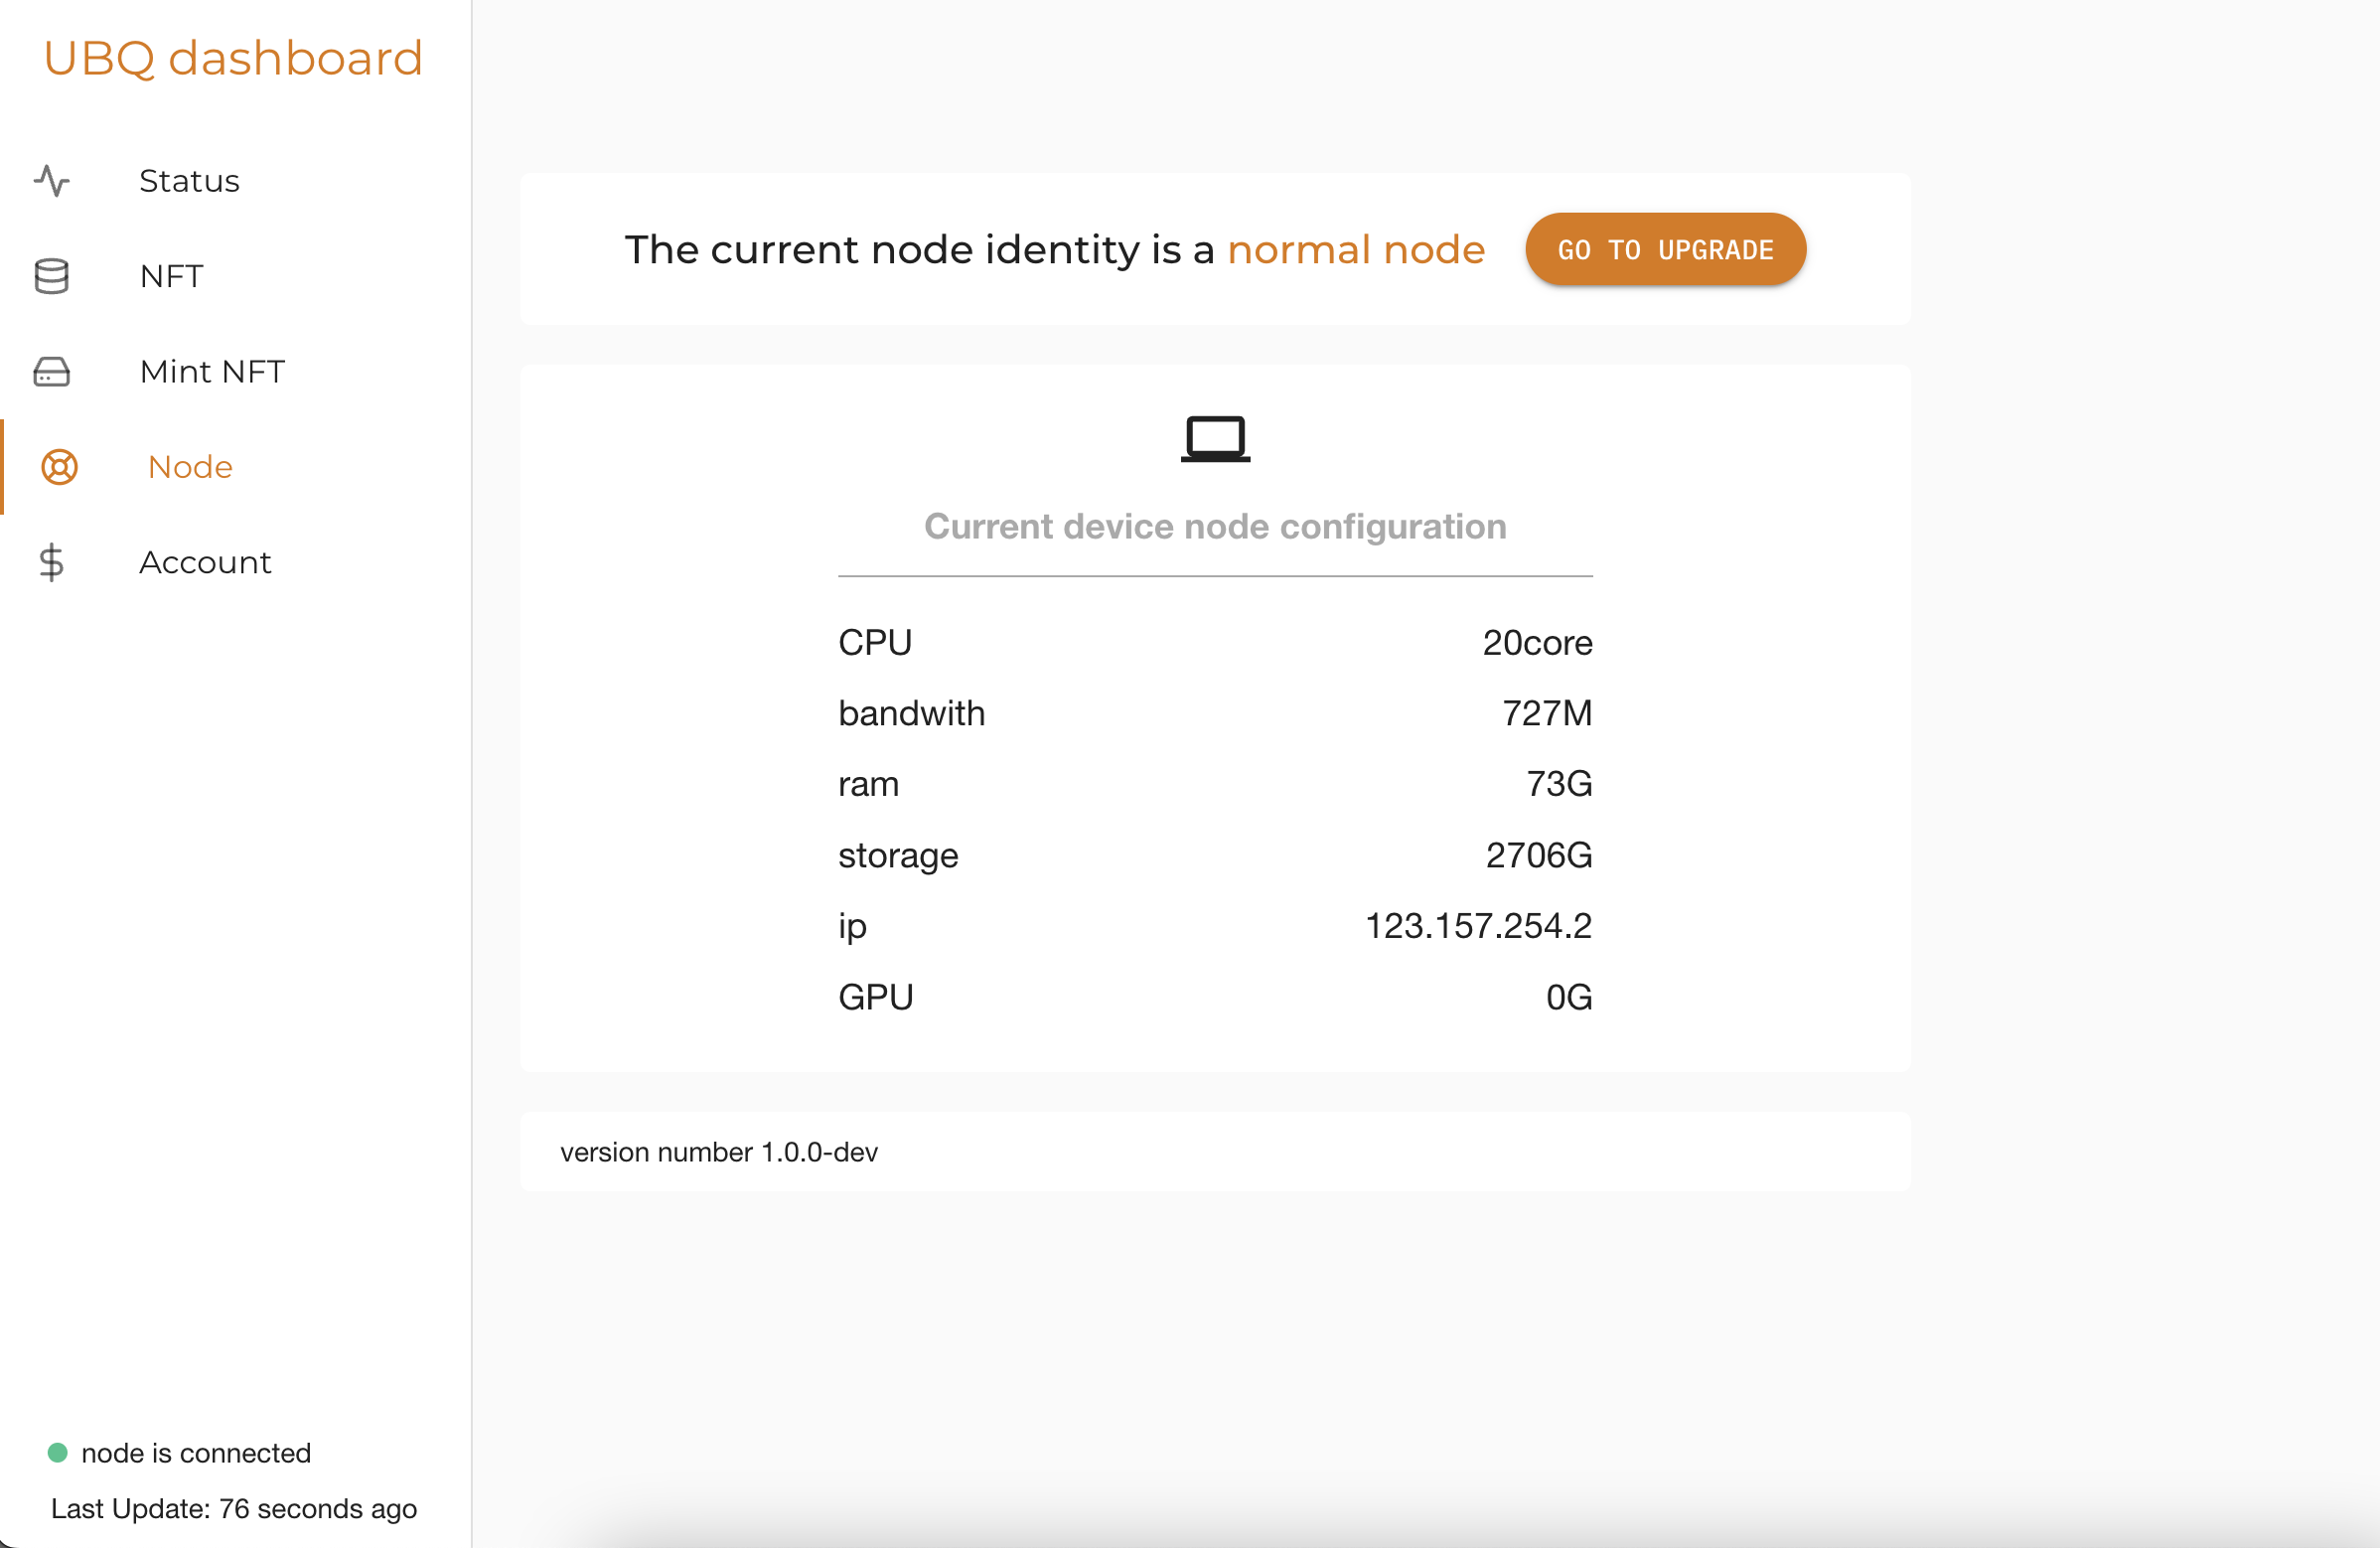 UBQ dashboard
Status
NFT
Mint NFT
Node
Account
node is connected
Last Update: 76 seconds ago
The current node identity is a normal node
GO TO UPGRADE
Current device node configuration
CPU 20core
bandwith 727M
ram 73G
storage 2706G
ip 123.157.254.2
GPU 0G
version number 1.0.0-dev